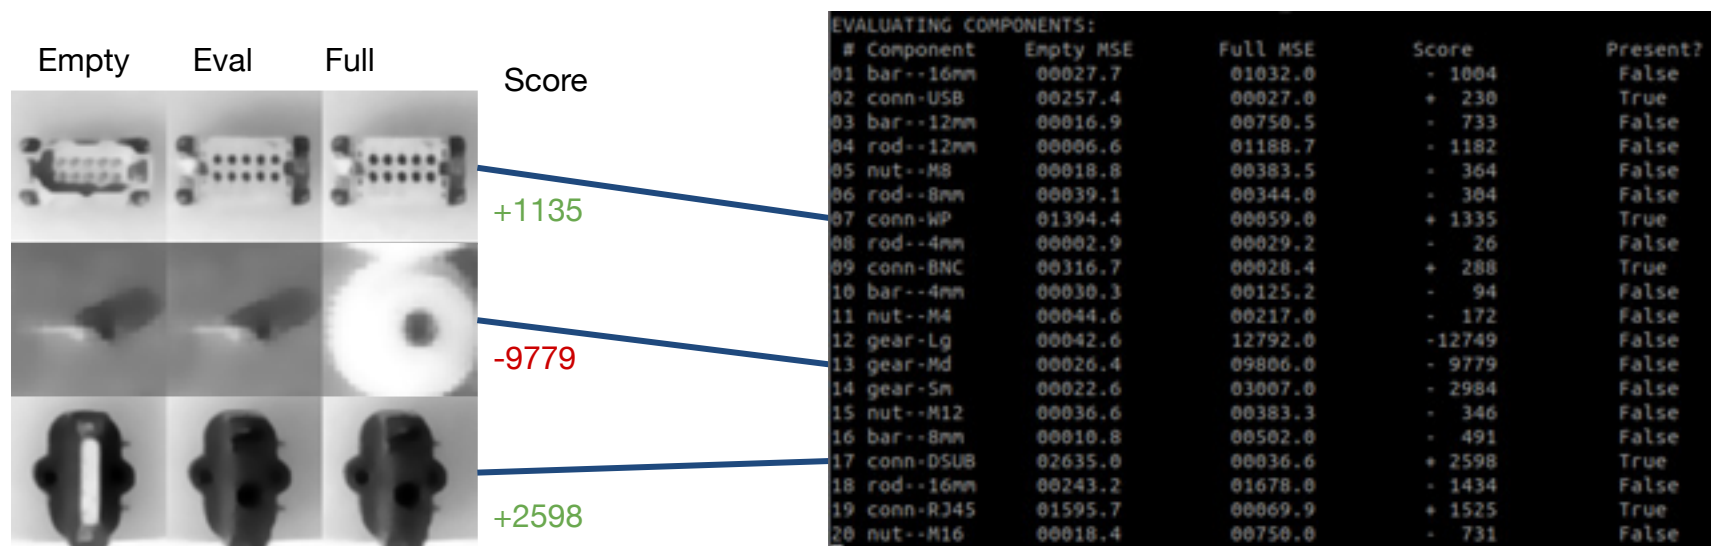 Empty Eval Full
Score
+1135
-9779
+2598
EVALUATING COMPONENTS:
# Component Empty MSE Full MSE Score Present?
01 bar--16mm 00027.7 01032.0 - 1004 False
02 conn-USB 00257.4 00027.0 + 230 True
03 bar--12mm 00016.9 00750.5 - 733 False
04 rod--12mm 00006.6 01188.7 - 1182 False
05 nut--M8 00018.8 00383.5 - 364 False
06 rod--8mm 00039.1 00344.0 - 304 False
07 conn-WP 01394.4 00059.0 + 1335 True
08 rod--4mm 00002.9 00029.2 - 26 False
09 conn-BNC 00316.7 00028.4 + 288 True
10 bar--4mm 00030.3 00125.2 - 94 False
11 nut--M4 00044.6 00217.0 - 172 False
12 gear-Lg 00042.6 12792.0 -12749 False
13 gear-Md 00026.4 09806.0 - 9779 False
14 gear-Sm 00022.6 03007.0 - 2984 False
15 nut--M12 00036.6 00383.3 - 346 False
16 bar--8mm 00010.8 00502.0 - 491 False
17 conn-DSUB 02635.0 00036.6 + 2598 True
18 rod--16mm 00243.2 01678.0 - 1434 False
19 conn-RJ45 01595.7 00069.9 + 1525 True
20 nut--M16 00018.4 00750.0 - 731 False